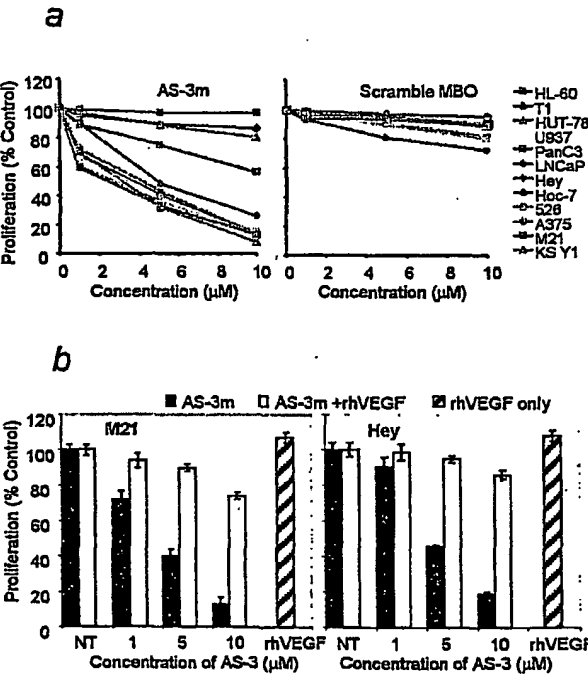 a
AS-3m
Scramble MBO
Proliferation (% Control)
120
100
80
60
40
20
0
0 2 4 6 8 10
Concentration (µM)
0 2 4 6 8 10
Concentration (µM)
HL-60
T1
HUT-78
U937
PanC3
LNCaP
Hey
Hoc-7
526
A375
M21
KS Y1
b
AS-3m AS-3m +rhVEGF rhVEGF only
M21
Hey
Proliferation (% Control)
120
100
80
60
40
20
0
NT 1 5 10 rhVEGF
Concentration of AS-3 (µM)
NT 1 5 10 rhVEGF
Concentration of AS-3 (µM)